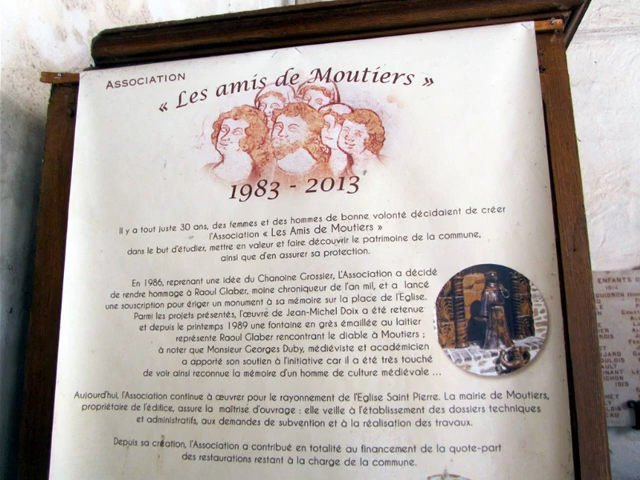 ASSOCIATION
« Les amis de Moutiers »
1983 - 2013
Il y a tout juste 30 ans, des femmes et des hommes de bonne volonté décidaient de créer
l'Association « Les Amis de Moutiers »
dans le but d'étudier, mettre en valeur et faire découvrir le patrimoine de la commune,
ainsi que d'en assurer sa protection.
En 1986, reprenant une idée du Chanoine Grossier, L'Association a décidé
de rendre hommage à Raoul Glaber, moine chroniqueur de l'an mil, et a lancé
une souscription pour ériger un monument à sa mémoire sur la place de l'Eglise.
Parmi les projets présentés, l'œuvre de Jean-Michel Doix a été retenue
et depuis le printemps 1989 une fontaine en grès émaillée au laitier
représente Raoul Glaber rencontrant le diable à Moutiers ;
à noter que Monsieur Georges Duby, médiéviste et académicien
a apporté son soutien à l'initiative car il a été très touché
de voir ainsi reconnue la mémoire d'un homme de culture médiévale ...
Aujourd'hui, l'Association continue à œuvrer pour le rayonnement de l'Eglise Saint Pierre. La mairie de Moutiers,
propriétaire de l'édifice, assure la maîtrise d'ouvrage : elle veille à l'établissement des dossiers techniques
et administratifs, aux demandes de subvention et à la réalisation des travaux.
Depuis sa création, l'Association a contribué en totalité au financement de la quote-part
des restaurations restant à la charge de la commune.
ENFANTS D
1914